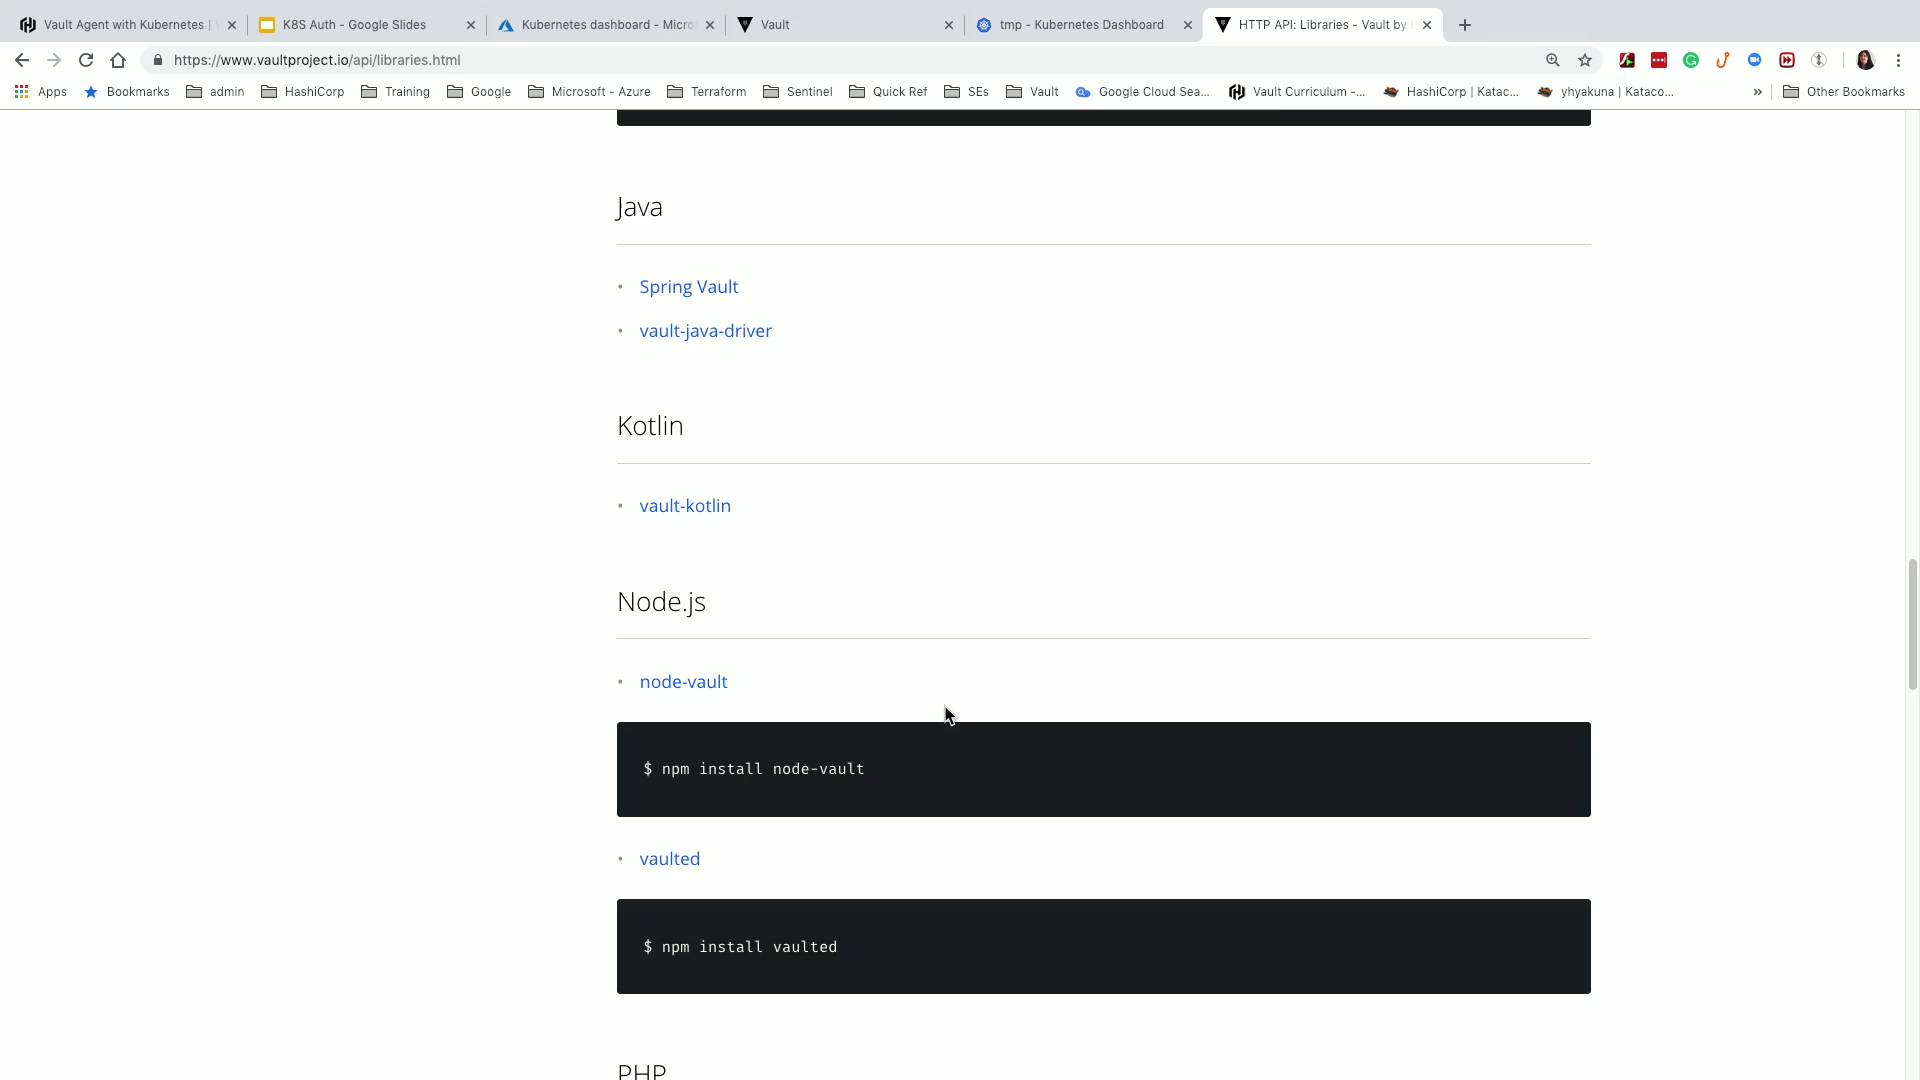 Vault Agent with Kubernetes |
K8S Auth - Google Slides
Kubernetes dashboard - Micro
Vault
tmp - Kubernetes Dashboard
HTTP API: Libraries - Vault by
https://www.vaultproject.io/api/libraries.html
Apps
Bookmarks
admin
HashiCorp
Training
Google
Microsoft - Azure
Terraform
Sentinel
Quick Ref
SEs
Vault
Google Cloud Sea...
Vault Curriculum -...
HashiCorp | Katac...
yhyakuna | Kataco...
»
Other Bookmarks
Java
• Spring Vault
• vault-java-driver
Kotlin
• vault-kotlin
Node.js
• node-vault
$ npm install node-vault
• vaulted
$ npm install vaulted
PHP